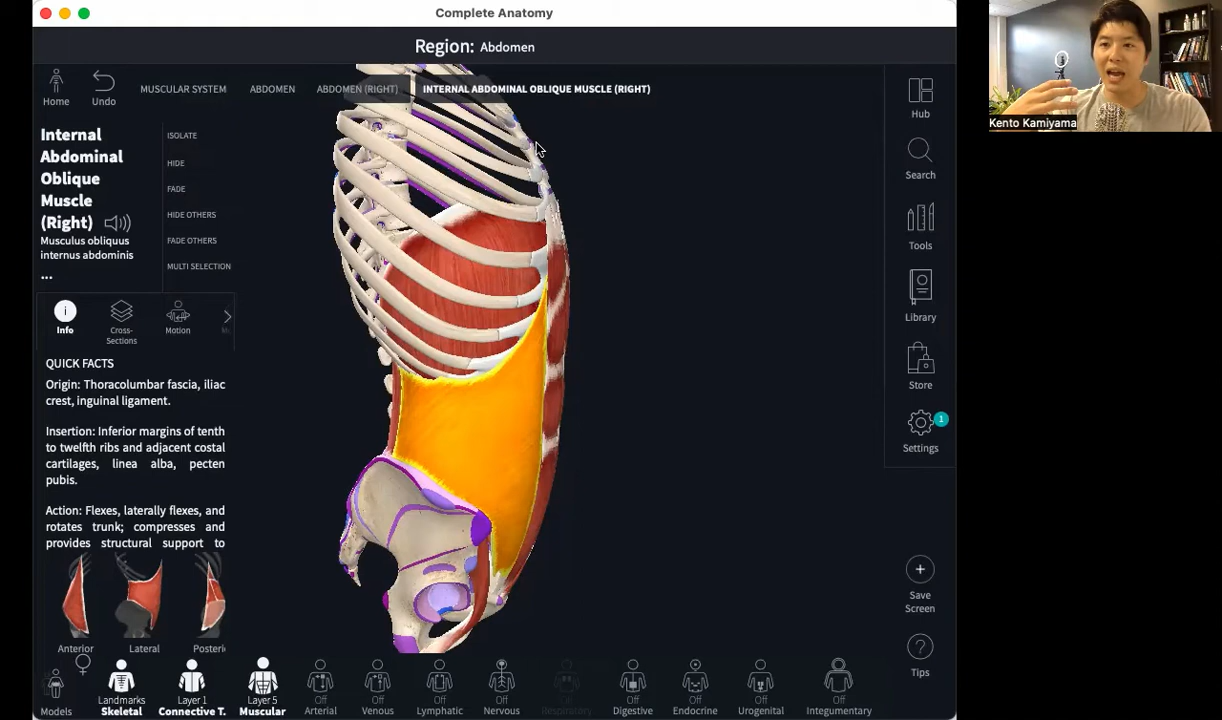 Complete Anatomy
Region: Abdomen
Home
Undo
MUSCULAR SYSTEM
ABDOMEN
ABDOMEN (RIGHT)
INTERNAL ABDOMINAL OBLIQUE MUSCLE (RIGHT)
Internal
Abdominal
Oblique
Muscle
(Right)
Musculus obliquus
internus abdominis
...
ISOLATE
HIDE
FADE
HIDE OTHERS
FADE OTHERS
MULTI SELECTION
Info
Cross-
Sections
Motion
QUICK FACTS
Origin: Thoracolumbar fascia, iliac
crest, inguinal ligament.
Insertion: Inferior margins of tenth
to twelfth ribs and adjacent costal
cartilages, linea alba, pecten
pubis.
Action: Flexes, laterally flexes, and
rotates trunk; compresses and
provides structural support to
Anterior
Lateral
Posteri
Models
Landmarks
Skeletal
Layer 1
Connective T.
Layer 5
Muscular
Off
Arterial
Off
Venous
Off
Lymphatic
Off
Nervous
Off
Respiratory
Off
Digestive
Off
Endocrine
Off
Urogenital
Off
Integumentary
Hub
Search
Tools
Library
Store
1
Settings
Save
Screen
?
Tips
Kento Kamiyama